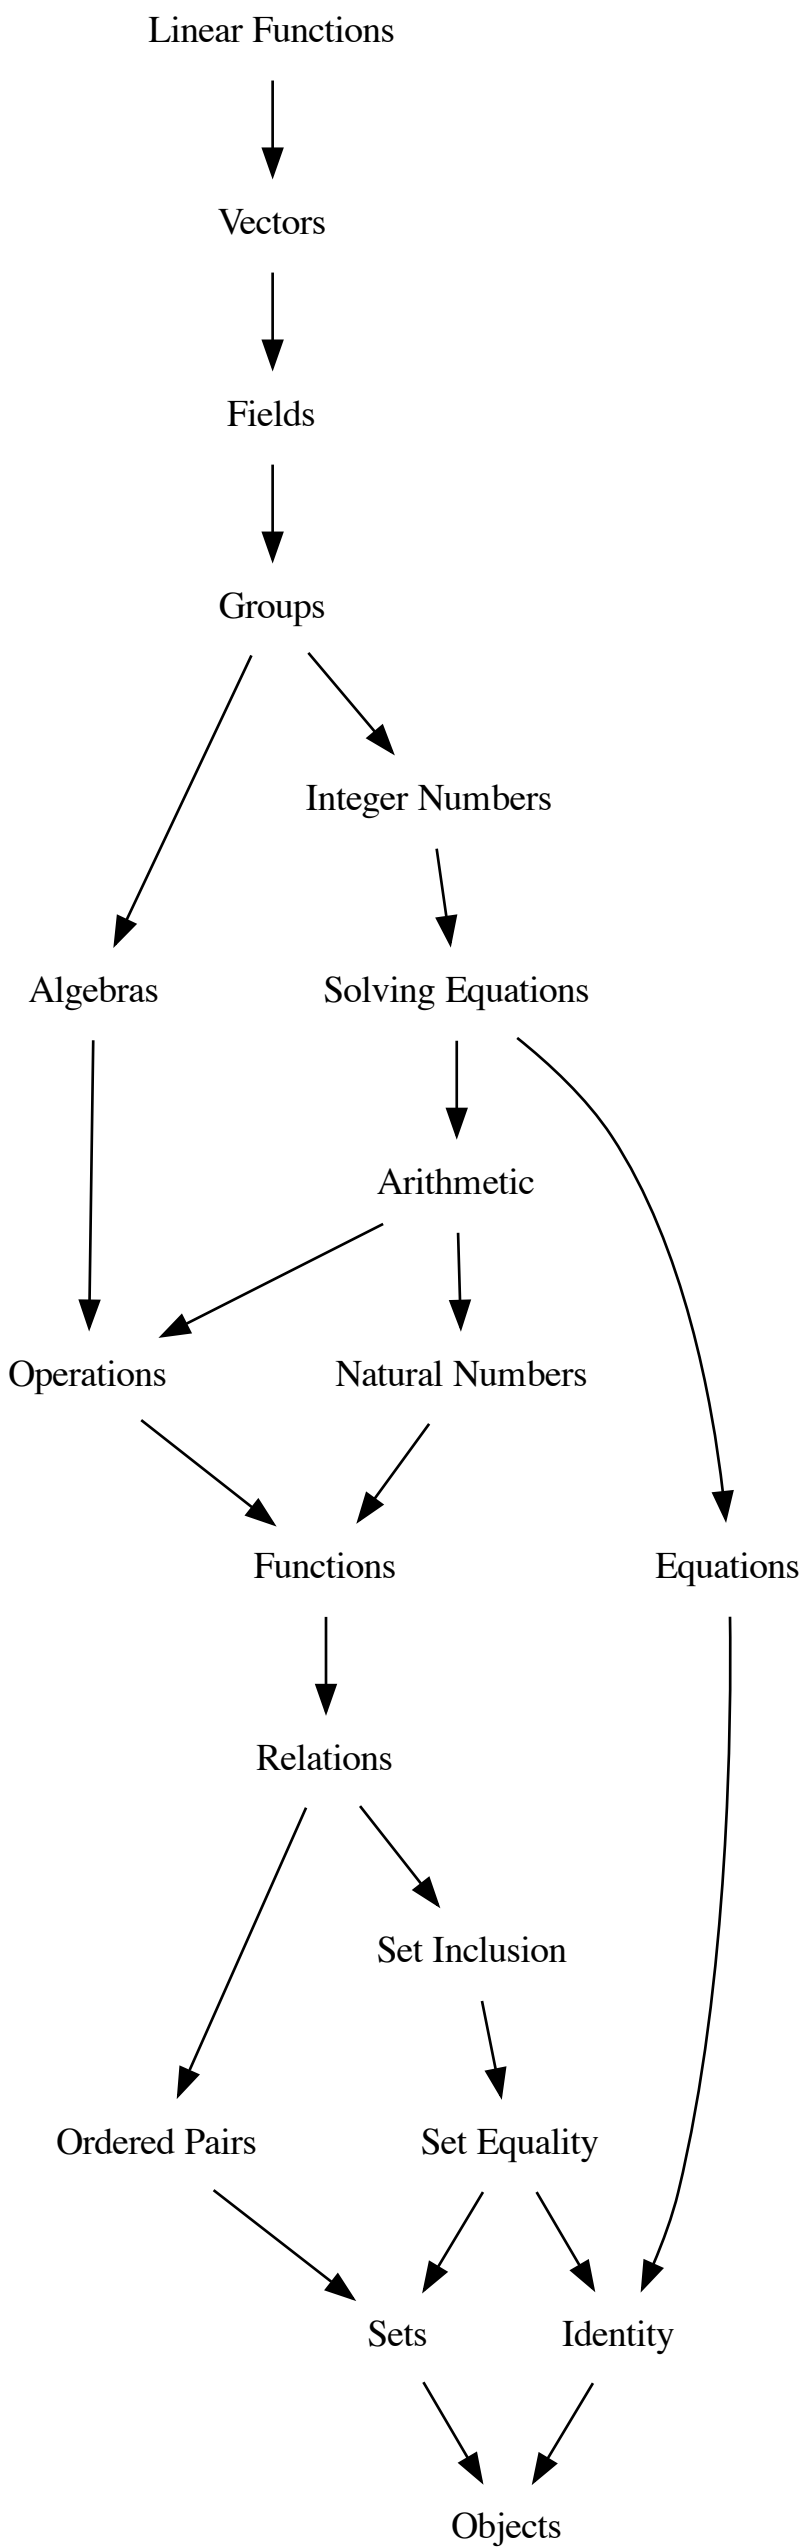 Linear Functions
Vectors
Fields
Groups
Integer Numbers
Algebras
Solving Equations
Arithmetic
Operations
Natural Numbers
Functions
Equations
Relations
Set Inclusion
Ordered Pairs
Set Equality
Sets
Identity
Objects